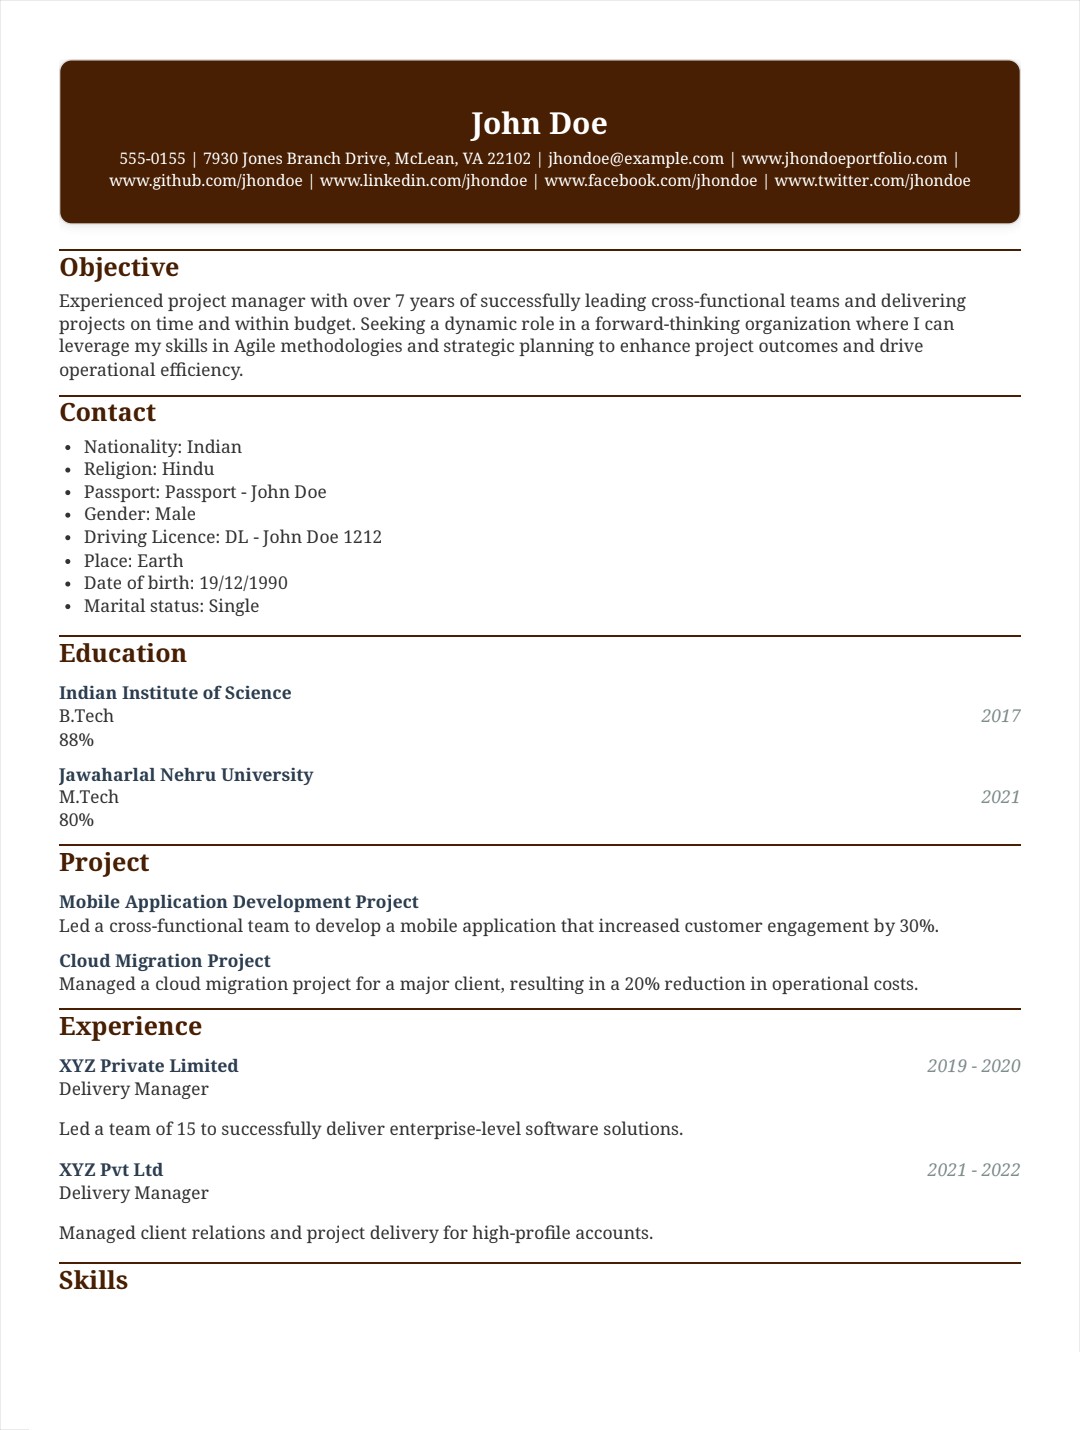 John Doe
555-0155 | 7930 Jones Branch Drive, McLean, VA 22102 | jhondoe@example.com | www.jhondoeportfolio.com |
www.github.com/jhondoe | www.linkedin.com/jhondoe | www.facebook.com/jhondoe | www.twitter.com/jhondoe
Objective
Experienced project manager with over 7 years of successfully leading cross-functional teams and delivering
projects on time and within budget. Seeking a dynamic role in a forward-thinking organization where I can
leverage my skills in Agile methodologies and strategic planning to enhance project outcomes and drive
operational efficiency.
Contact
• Nationality: Indian
• Religion: Hindu
• Passport: Passport - John Doe
• Gender: Male
• Driving Licence: DL - John Doe 1212
• Place: Earth
• Date of birth: 19/12/1990
• Marital status: Single
Education
Indian Institute of Science
B.Tech 2017
88%
Jawaharlal Nehru University
M.Tech 2021
80%
Project
Mobile Application Development Project
Led a cross-functional team to develop a mobile application that increased customer engagement by 30%.
Cloud Migration Project
Managed a cloud migration project for a major client, resulting in a 20% reduction in operational costs.
Experience
XYZ Private Limited 2019 - 2020
Delivery Manager
Led a team of 15 to successfully deliver enterprise-level software solutions.
XYZ Pvt Ltd 2021 - 2022
Delivery Manager
Managed client relations and project delivery for high-profile accounts.
Skills